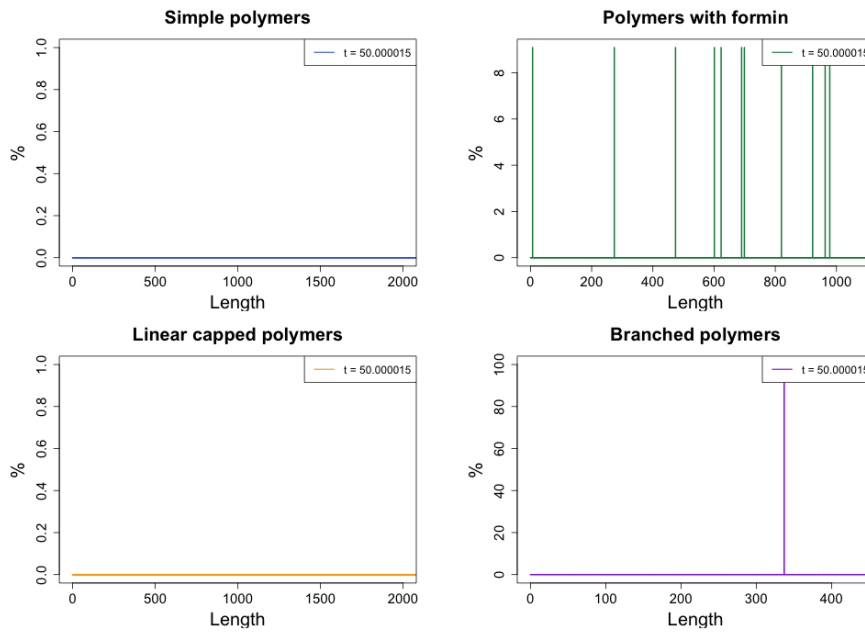 Simple polymers
t = 50.000015
%
0.0 0.2 0.4 0.6 0.8 1.0
0 500 1000 1500 2000
Length
Polymers with formin
t = 50.000015
%
0 2 4 6 8
0 200 400 600 800 1000
Length
Linear capped polymers
t = 50.000015
%
0.0 0.2 0.4 0.6 0.8 1.0
0 500 1000 1500 2000
Length
Branched polymers
t = 50.000015
%
0 20 40 60 80 100
0 100 200 300 400
Length